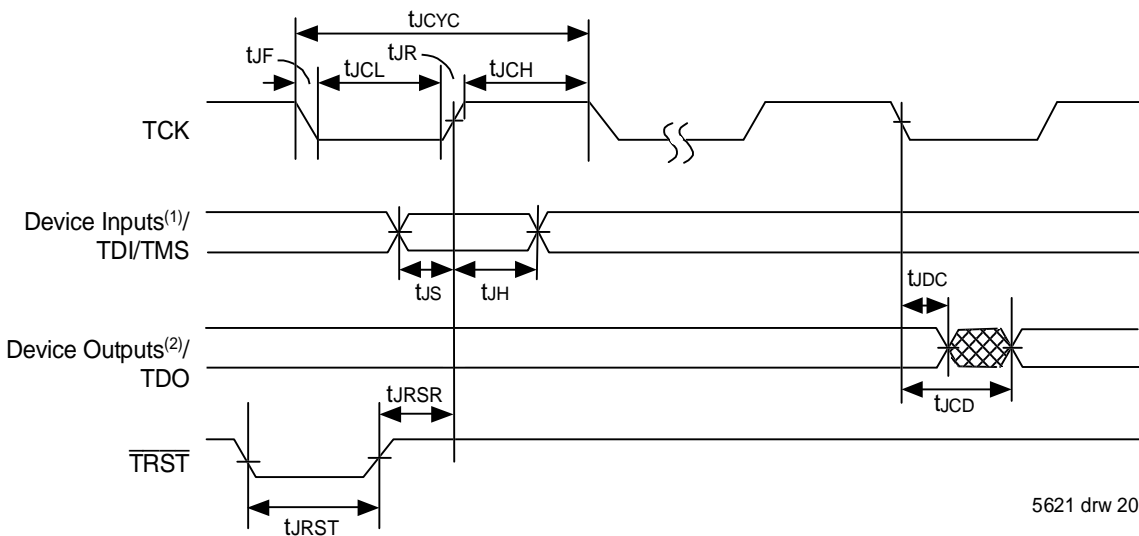 tJCYC
tJF
tJCL
tJR
tJCH
TCK
Device Inputs(1)/
TDI/TMS
tJS
tJH
tJDC
Device Outputs(2)/
TDO
tJCD
tJRSR
TRST
tJRST
5621 drw 20